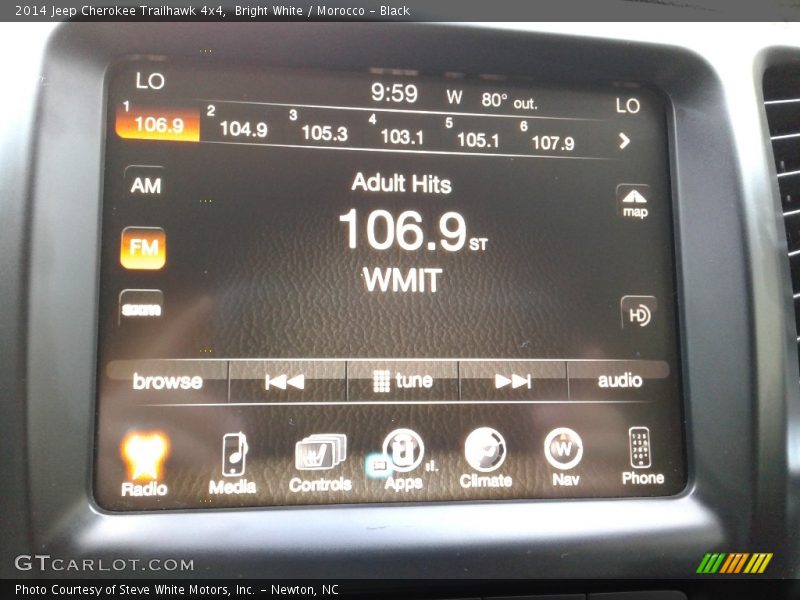 2014 Jeep Cherokee Trailhawk 4x4,  Bright White / Morocco - Black
LO 9:59 W 80° out. LO
1 106.9 2 104.9 3 105.3 4 103.1 5 105.1 6 107.9
AM
Adult Hits
map
106.9 ST
FM
WMIT
HD
browse tune audio
Radio Media Controls Apps Climate Nav Phone
W
GTCARLOT.COM
Photo Courtesy of Steve White Motors, Inc. - Newton, NC